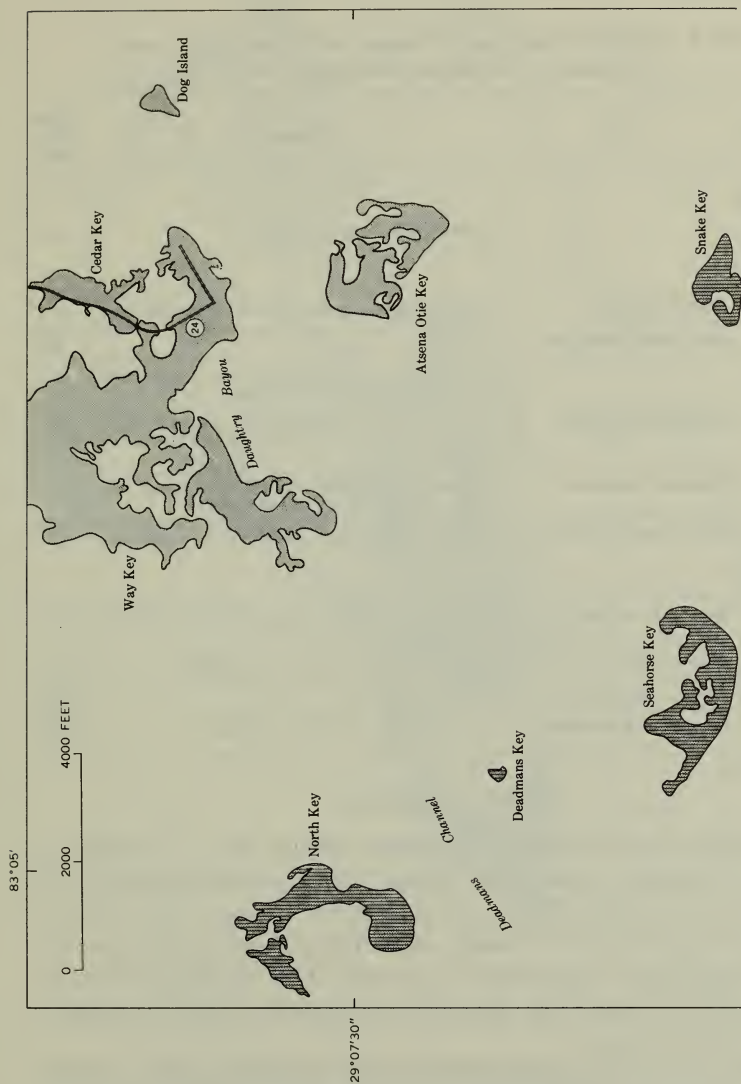 83°05'
0 2000 4000 FEET
29°07'30"
Way Key
Cedar Key
Dog Island
24
Daughtry Bayou
Atsena Otie Key
North Key
Deadmans Channel
Deadmans Key
Seahorse Key
Snake Key